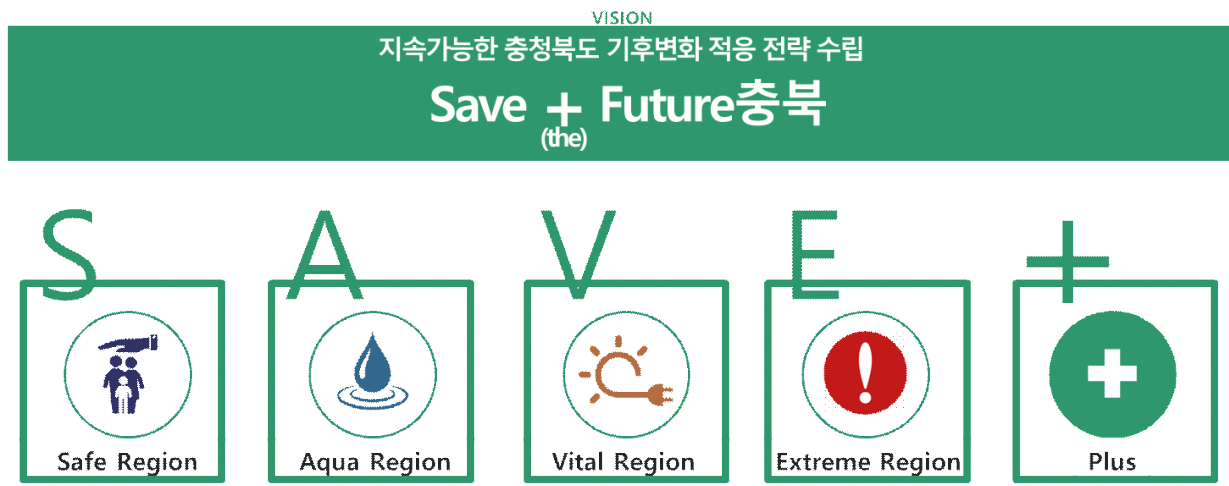 VISION
지속가능한 충청북도 기후변화 적응 전략 수립
Save + Future충북
(the)
S A V E +
Safe Region
Aqua Region
Vital Region
Extreme Region
Plus